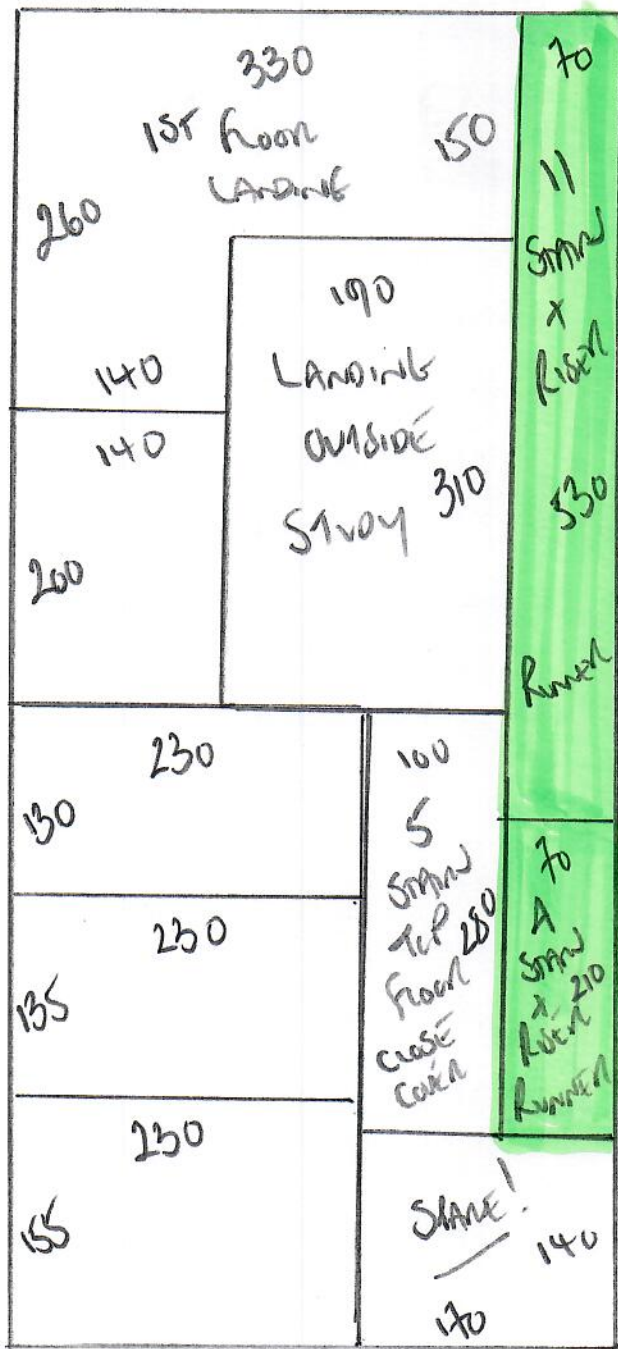 330
1ST FLOOR
150
LANDING
260
140
190
LANDING
OUTSIDE
STUDY 310
140
200
70
11
STAIR
X
RISER
530
RUNNER
230
130
230
135
230
155
100
5
STAIR
TOP
280
FLOOR
CLOSE
COVER
70
4
STAIR
X 210
RISER
RUNNER
SPARE!
140
170